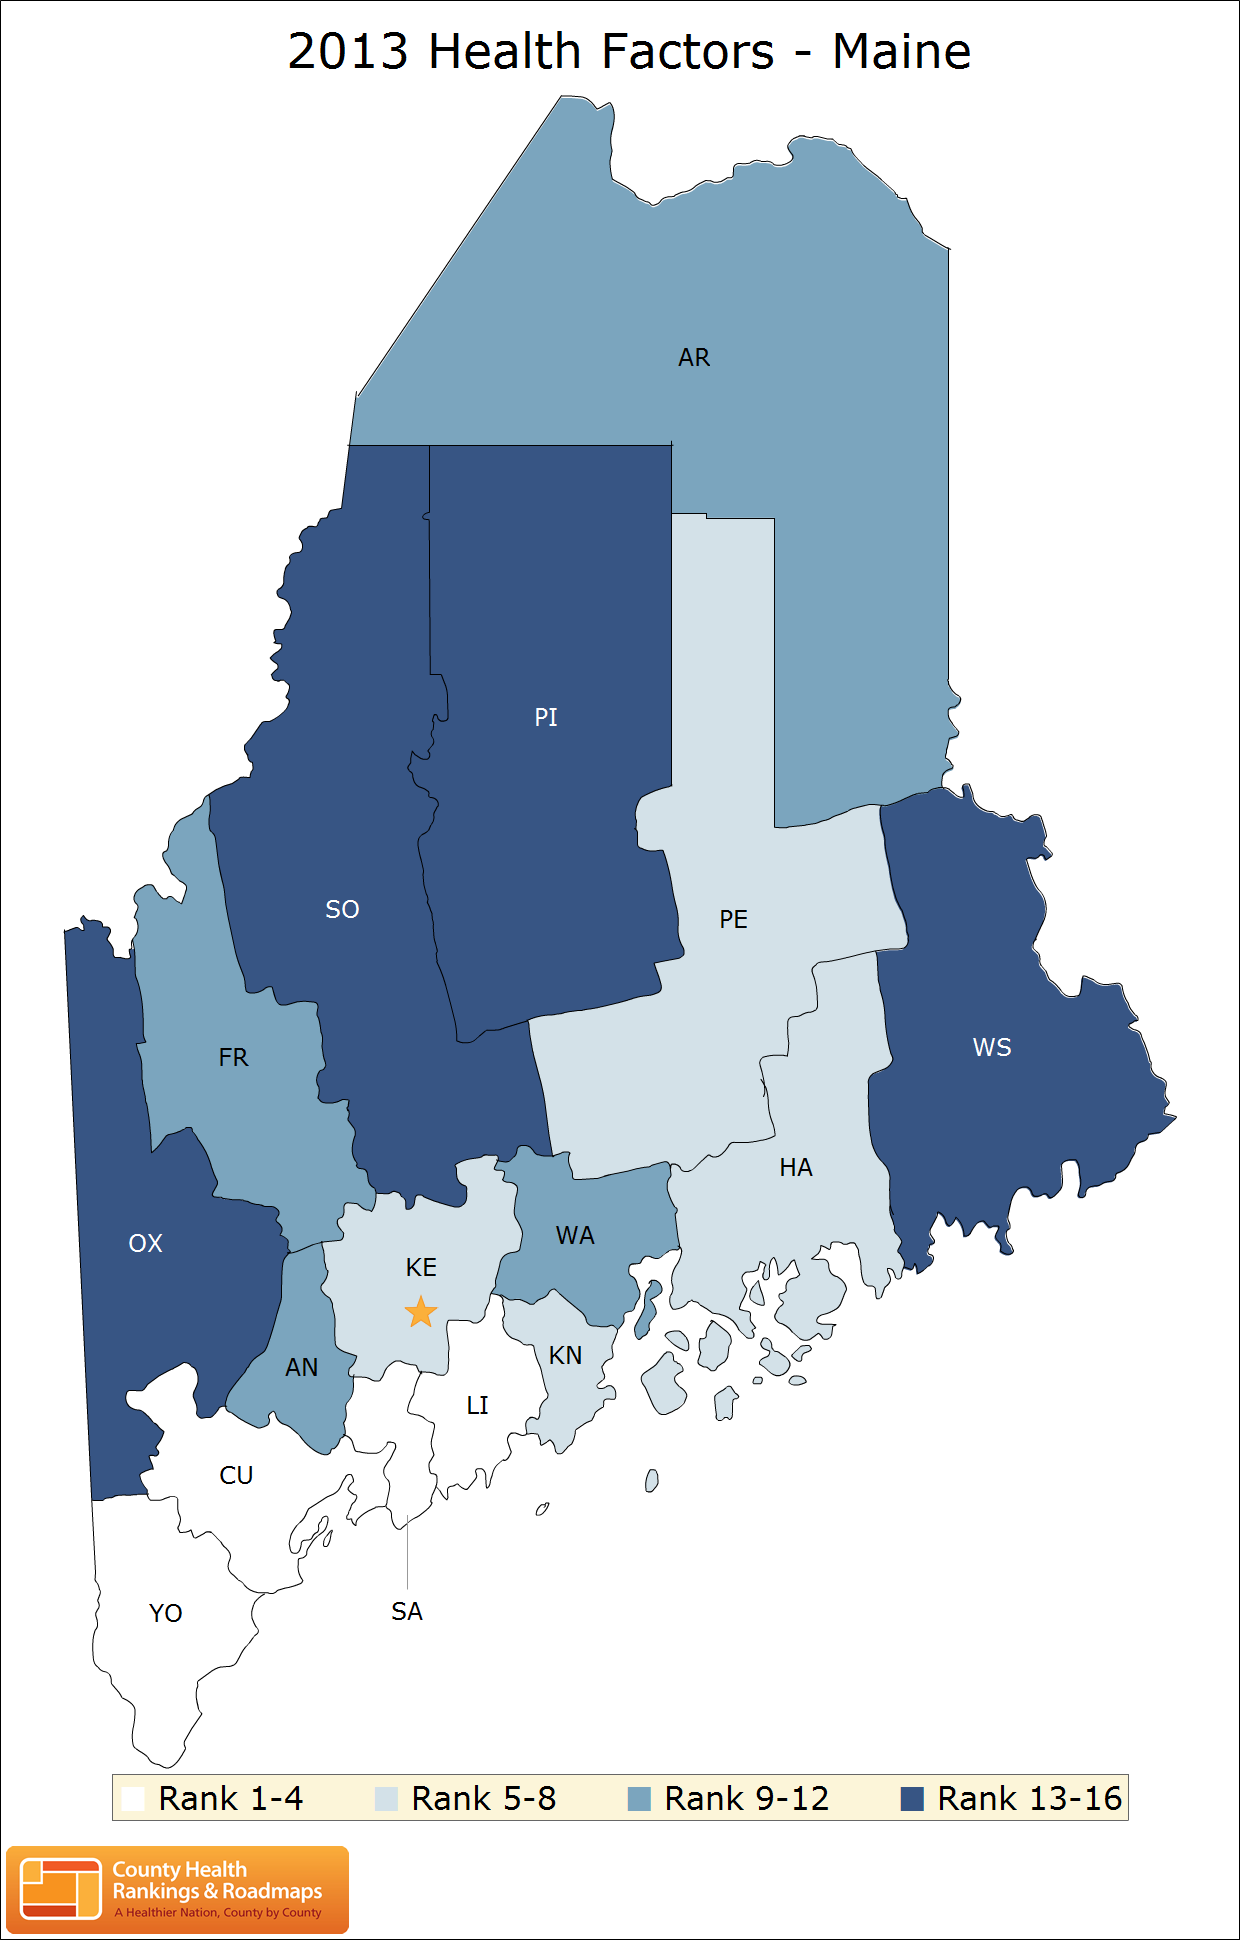 2013 Health Factors - Maine
AR
PI
SO
PE
WS
FR
HA
OX
WA
KE
KN
AN
LI
CU
SA
YO
Rank 1-4 Rank 5-8 Rank 9-12 Rank 13-16
County Health
Rankings & Roadmaps
A Healthier Nation, County by County